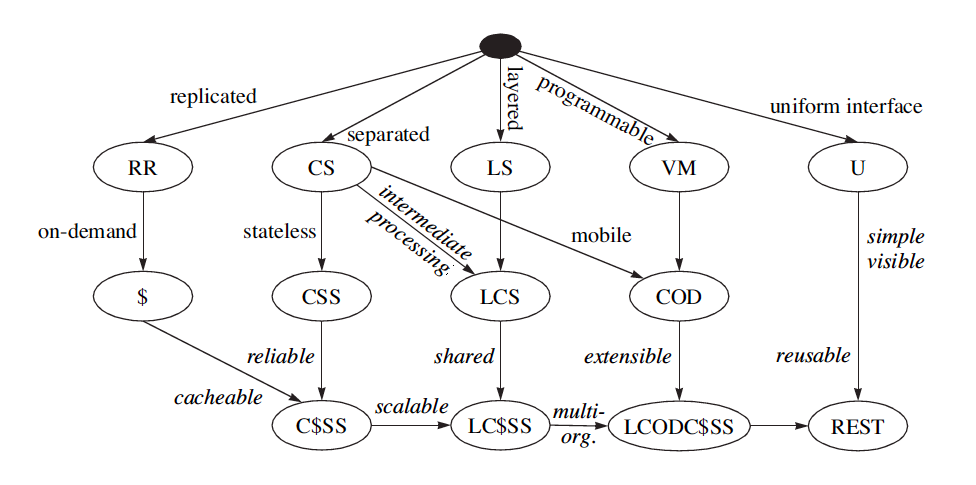 replicated
separated
layered
programmable
uniform interface
RR
CS
LS
VM
U
on-demand
stateless
intermediate
processing.
mobile
simple
visible
$
CSS
LCS
COD
cacheable
reliable
shared
extensible
reusable
C$SS
scalable
LC$SS
multi-
org.
LCODC$SS
REST